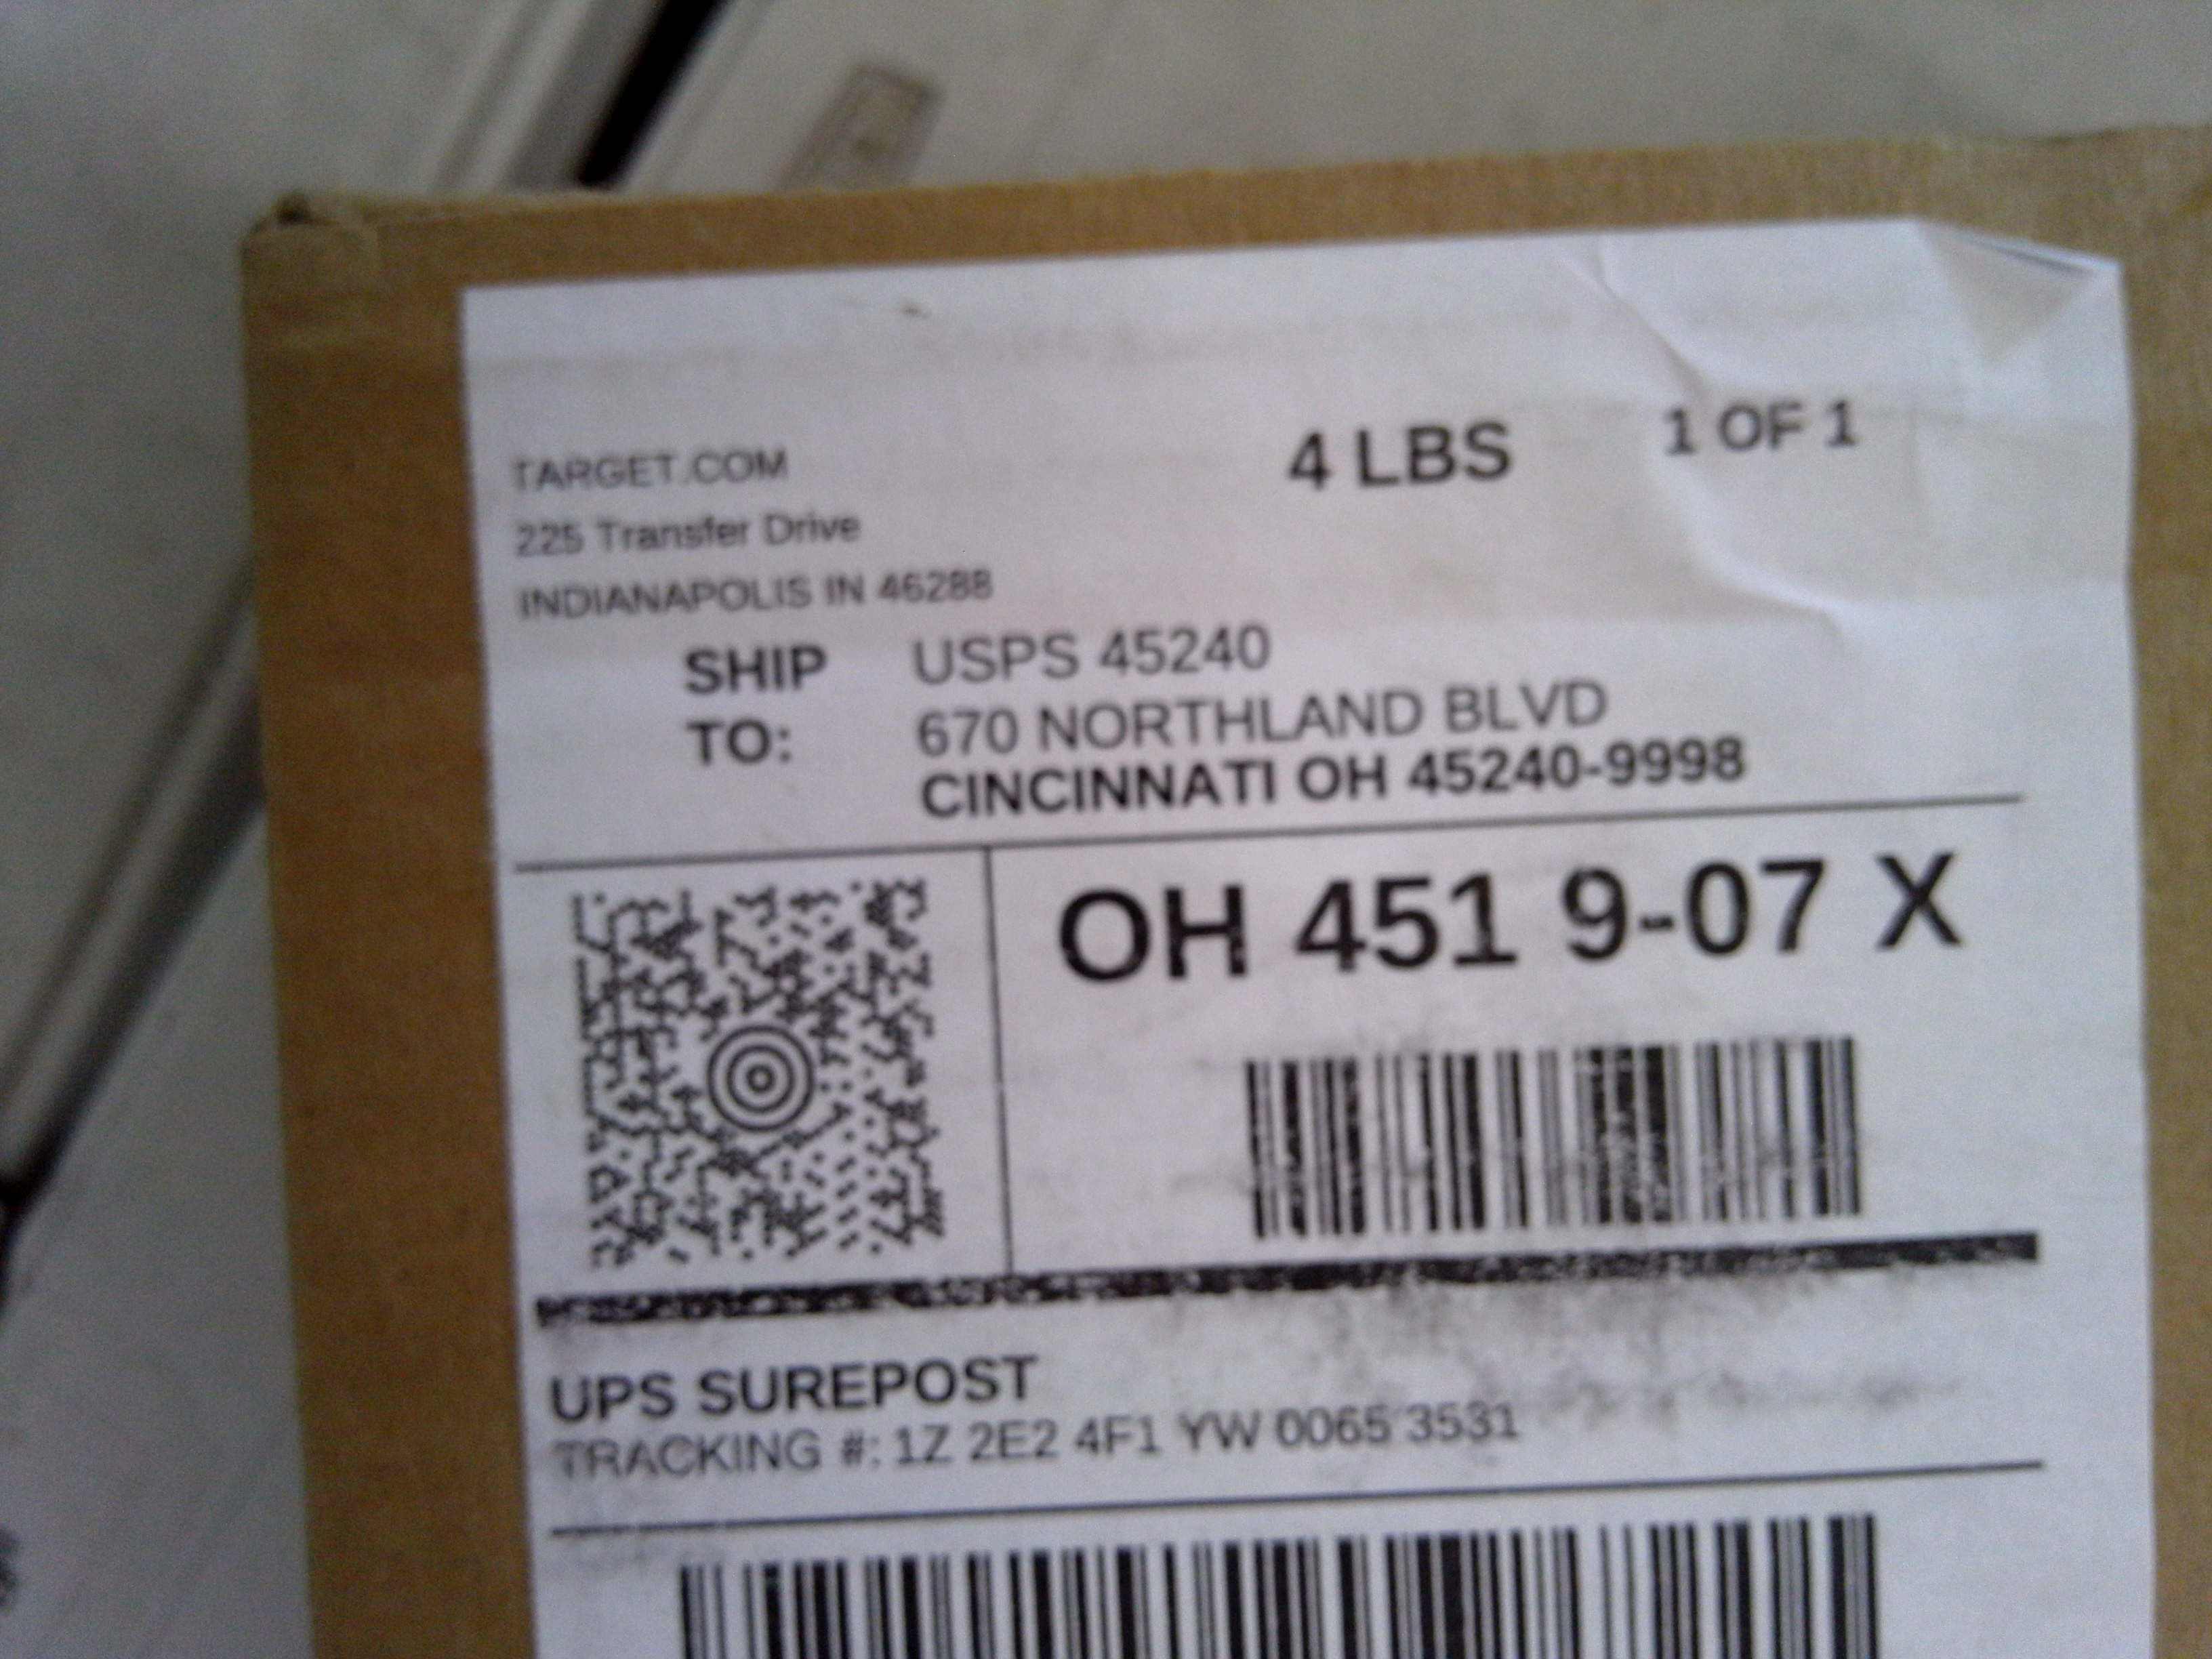 TARGET.COM
225 Transfer Drive
INDIANAPOLIS IN 46288
4 LBS
1 OF 1
SHIP TO:
USPS 45240
670 NORTHLAND BLVD
CINCINNATI OH 45240-9998
OH 451 9-07 X
UPS SUREPOST
TRACKING #: 1Z 2E2 4F1 YW 0065 3531